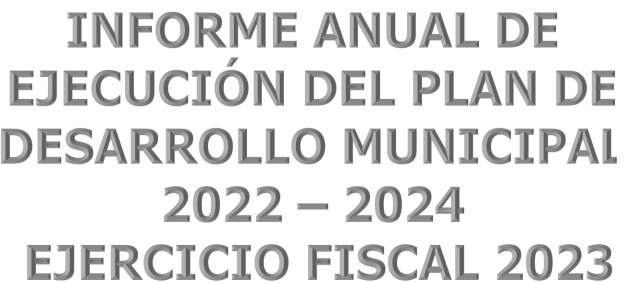 INFORME ANUAL DE
EJECUCIÓN DEL PLAN DE
DESARROLLO MUNICIPAL
2022 – 2024
EJERCICIO FISCAL 2023